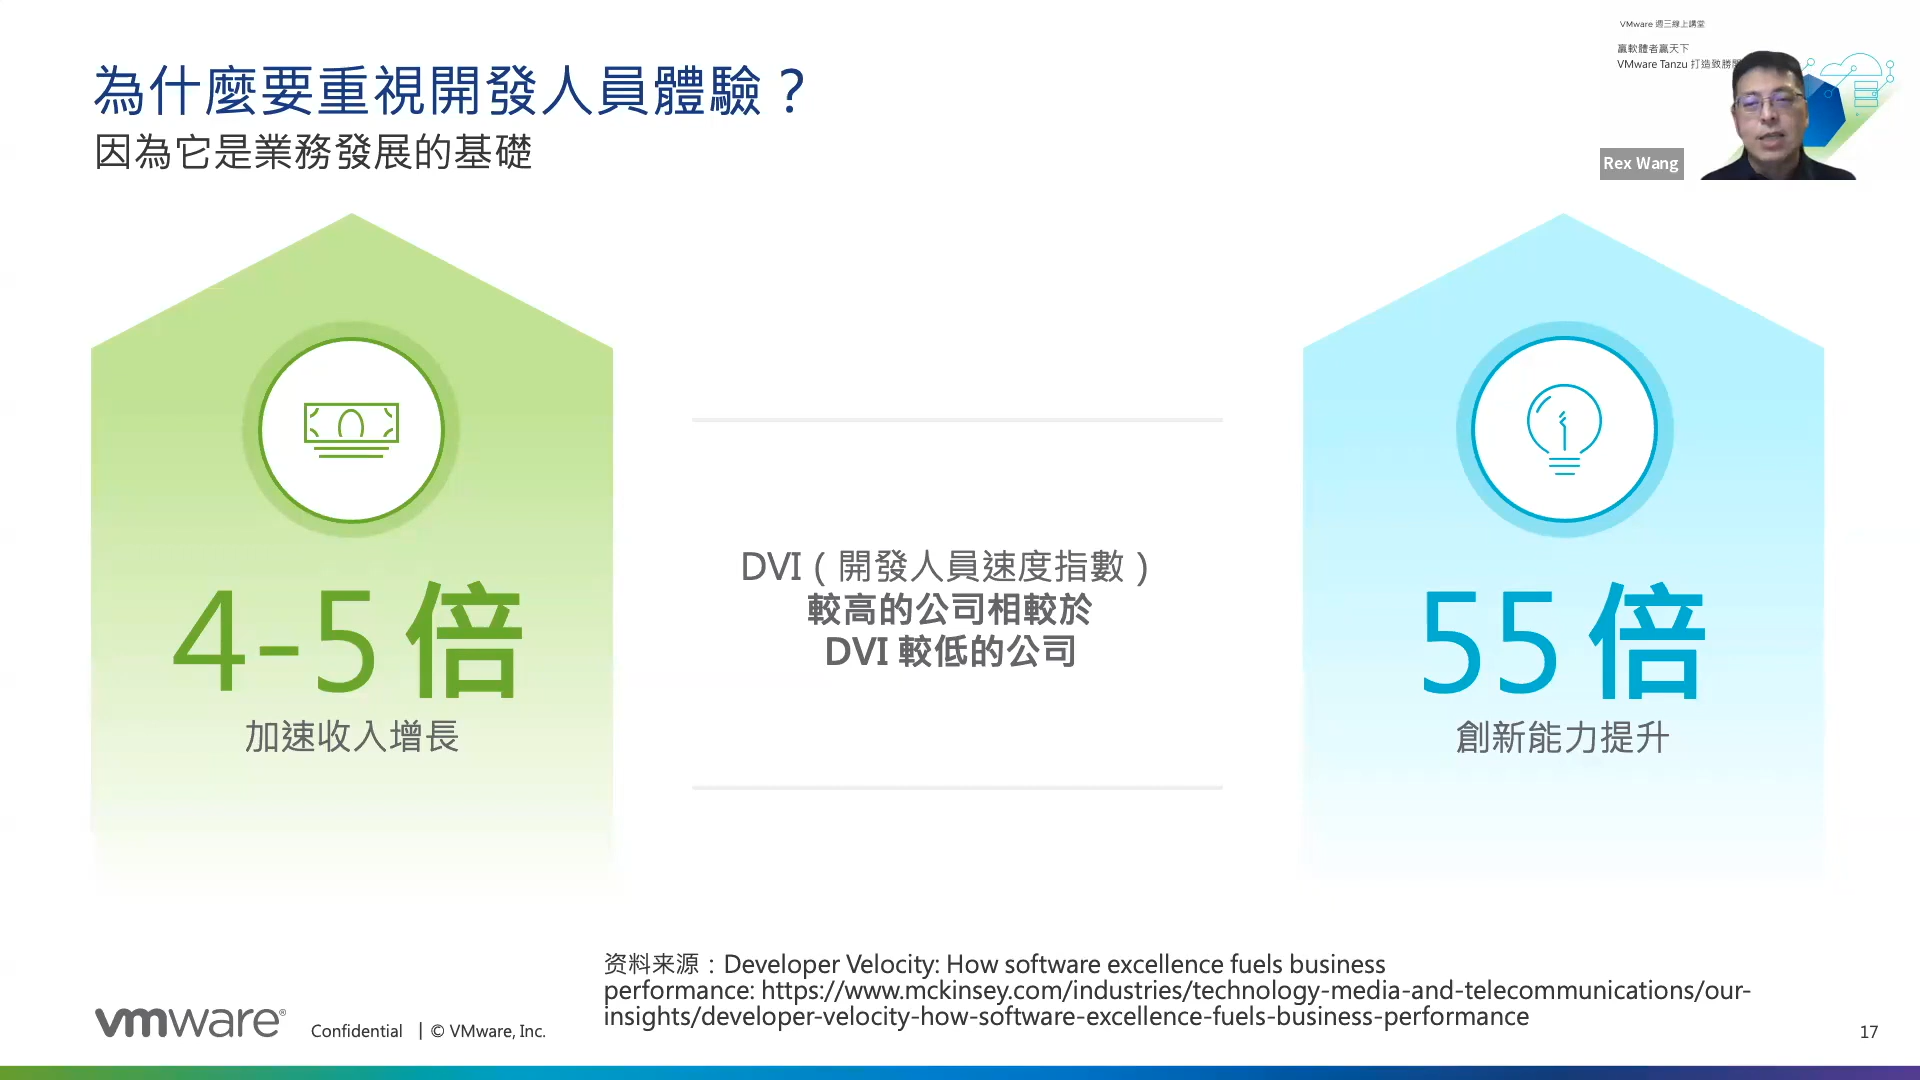 VMware 週三線上講堂
贏軟體者贏天下
VMware Tanzu 打造致勝
為什麼要重視開發人員體驗？
因為它是業務發展的基礎
Rex Wang
4-5 倍
加速收入增長
DVI（開發人員速度指數）
較高的公司相較於
DVI 較低的公司
55 倍
創新能力提升
资料来源：Developer Velocity: How software excellence fuels business
performance: https://www.mckinsey.com/industries/technology-media-and-telecommunications/our-
insights/developer-velocity-how-software-excellence-fuels-business-performance
vmware®
Confidential | © VMware, Inc.
17